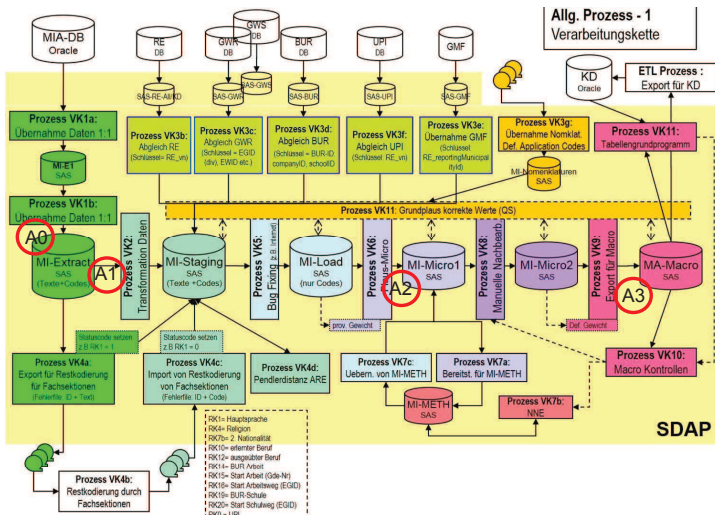 Allg. Prozess - 1
Verarbeitungskette
MIA-DB
Oracle
RE
DB
GWR
DB
GWS
DB
BUR
DB
UPI
DB
GMF
KD
Oracle
ETL Prozess :
Export für KD
SAS-RE-All/KD
SAS-GWR
SAS-GWS
SAS-BUR
SAS-UPI
SAS-GMF
Prozess VK1a:
Übernahme Daten 1:1
Prozess VK3b:
Abgleich RE
(Schlüssel= RE_vn)
Prozess VK3c:
Abgleich GWR
(Schlüssel = EGID
(div), EWID etc.)
Prozess VK3d:
Abgleich BUR
(Schlüssel = BUR-ID
companyID, schoolID
Prozess VK3f:
Abgleich UPI
(Schlüssel: RE_vn)
Prozess VK3e:
Übernahme GMF
(Schlüssel
RE_reportingMunicipal
ityId)
Prozess VK3g:
Übernahme Nomklat.
Def. Application Codes
Prozess VK11:
Tabellengrundprogramm
MI-E1
SAS
MI-Nomenklaturen
SAS
Prozess VK1b:
Übernahme Daten 1:1
Prozess VK11: Grundplaus korrekte Werte (QS)
A0
MI-Extract
SAS
(Texte+Codes)
A1
Prozess VK2:
Transformation Daten
MI-Staging
SAS
(Texte +Codes)
Prozess VK5:
Bug Fixing (z.B. Internet)
MI-Load
SAS
(nur Codes)
Prozess VK6:
Plaus-Micro
A2
MI-Micro1
SAS
Prozess VK8:
Manuelle Nachbearb.
MI-Micro2
SAS
Prozess VK9:
Export für Macro
A3
MA-Macro
SAS
prov. Gewicht
Def. Gewicht
Statuscode setzen
z.B RK1 = 1
Statuscode setzen
z.B RK1 = 0
Prozess VK4a:
Export für Restkodierung
für Fachsektionen
(Fehlerfile: ID + Text)
Prozess VK4c:
Import von Restkodierung
von Fachsektionen
(Fehlerfile: ID + Code)
Prozess VK4d:
Pendlerdistanz ARE
Prozess VK7c:
Uebern. von MI-METH
Prozess VK7a:
Bereitst. für MI-METH
Prozess VK10:
Macro Kontrollen
MI-METH
SAS
Prozess VK7b:
NNE
SDAP
Prozess VK4b:
Restkodierung durch
Fachsektionen
RK1= Hauptsprache
RK4= Religion
RK7b= 2. Nationalität
RK10= erlernter Beruf
RK12= ausgeübter Beruf
RK14= BUR Arbeit
RK15= Start Arbeit (Gde-Nr)
RK16= Start Arbeitsweg (EGID)
RK19= BUR-Schule
RK20= Start Schulweg (EGID)
RK0 = UPI